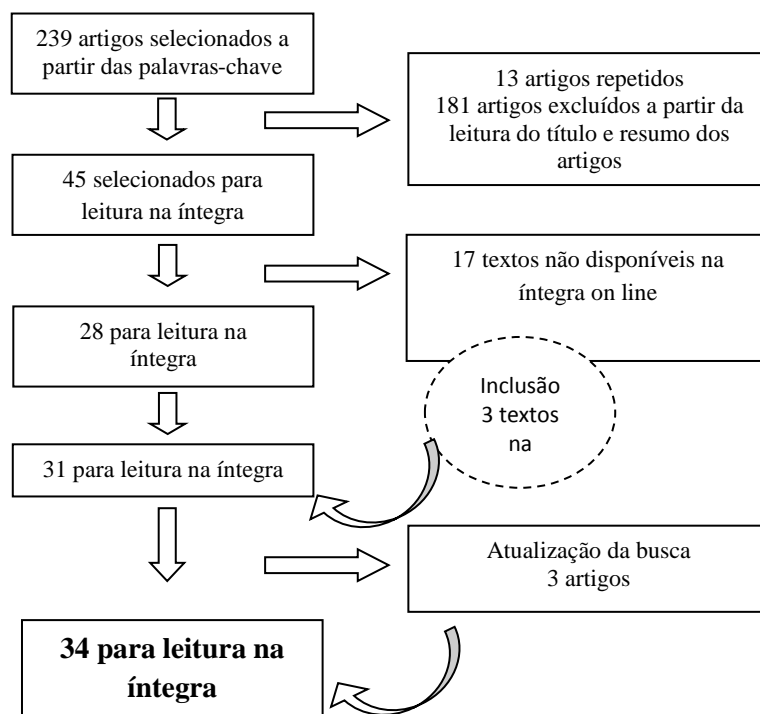 239 artigos selecionados a
partir das palavras-chave
13 artigos repetidos
181 artigos excluídos a partir da
leitura do título e resumo dos
artigos
45 selecionados para
leitura na íntegra
17 textos não disponíveis na
íntegra on line
28 para leitura na
íntegra
Inclusão
3 textos
na
31 para leitura na íntegra
Atualização da busca
3 artigos
34 para leitura na
íntegra